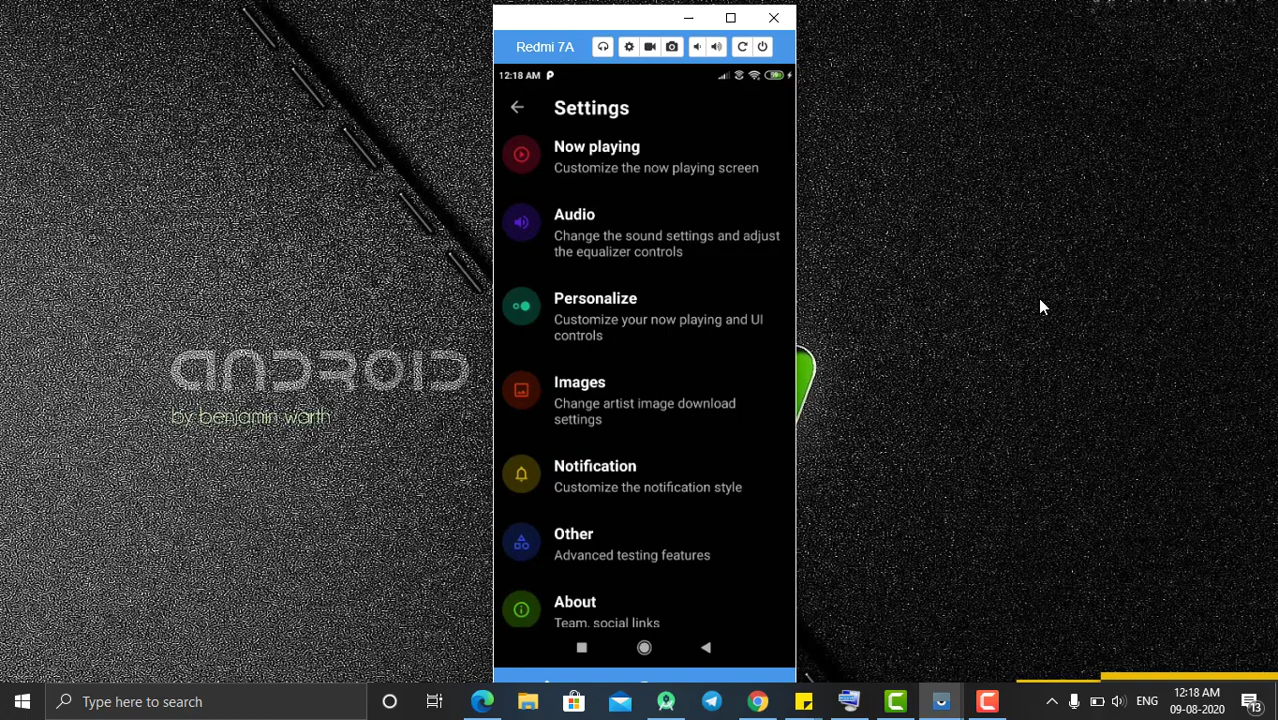 Redmi 7A
12:18 AM
59
Settings
Now playing
Customize the now playing screen
Audio
Change the sound settings and adjust
the equalizer controls
Personalize
Customize your now playing and UI
controls
Images
Change artist image download
settings
Notification
Customize the notification style
Other
Advanced testing features
About
Team, social links
ANDROID
by benjamin warth
Type here to search
ENG
12:18 AM
09-08-2020
13